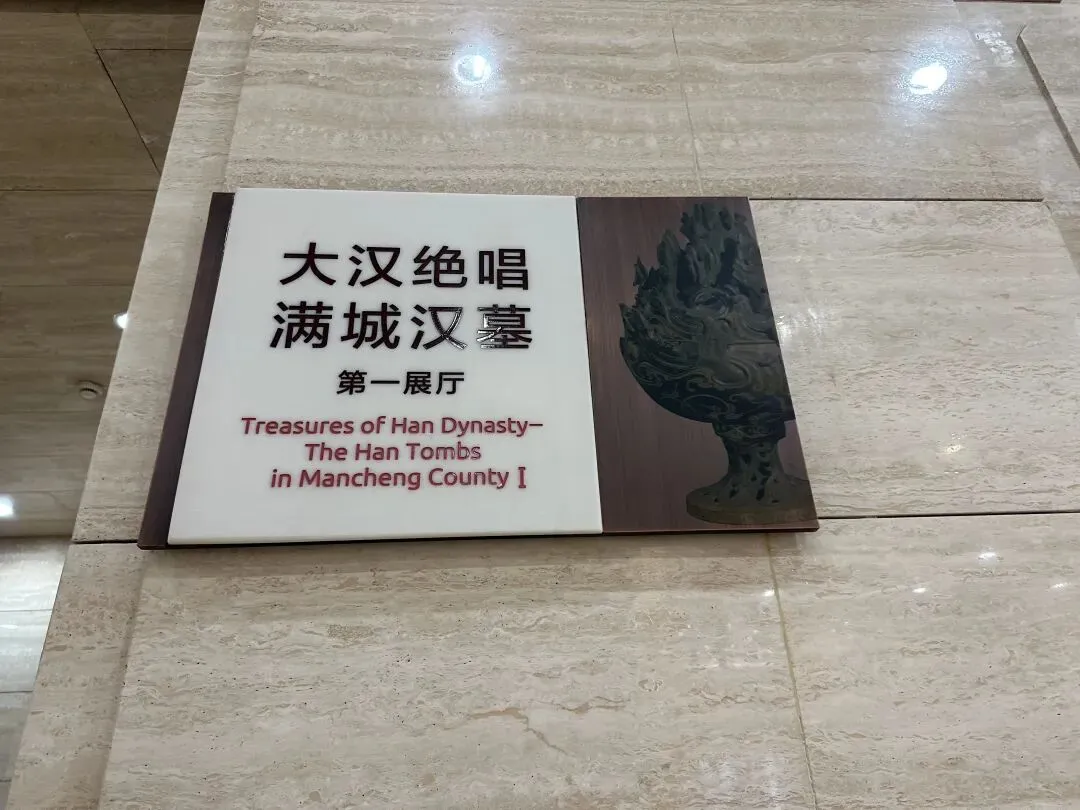 大汉绝唱
满城汉墓
第一展厅
Treasures of Han Dynasty–
The Han Tombs
in Mancheng County I